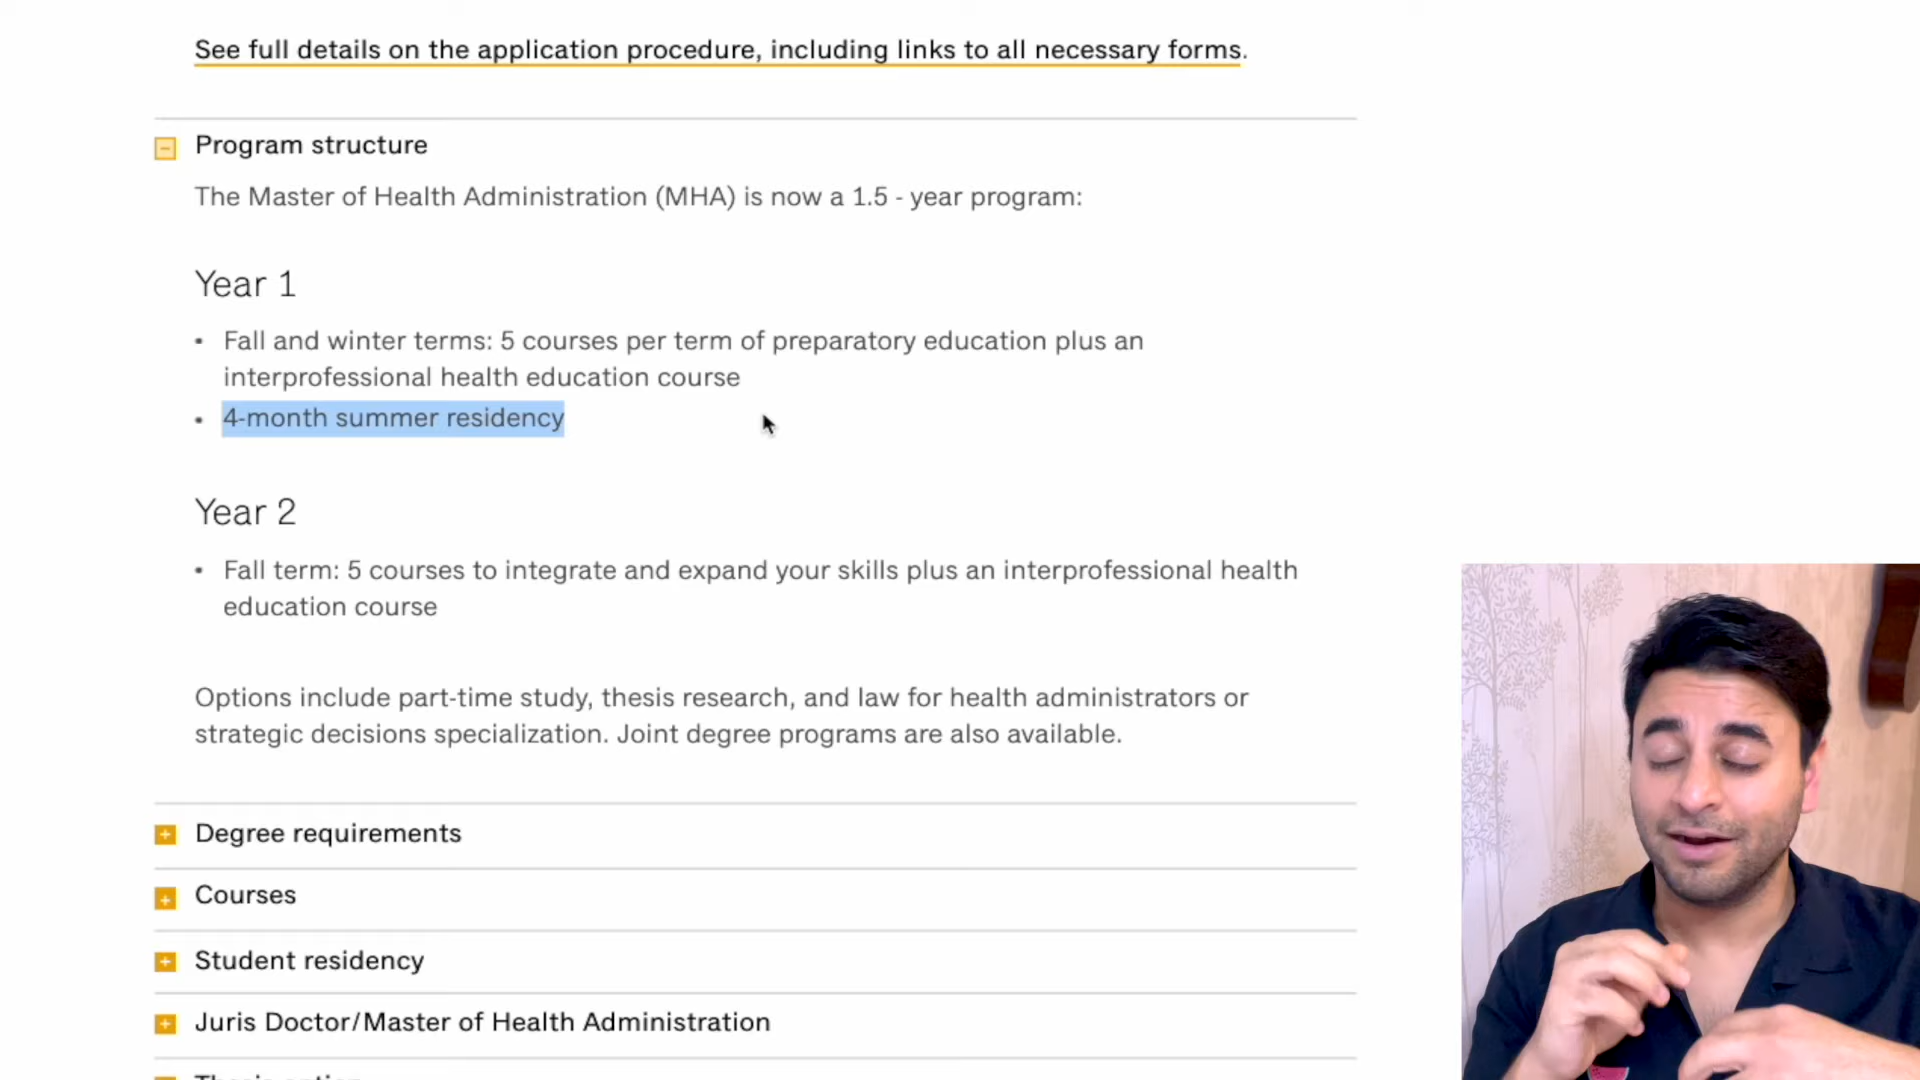 See full details on the application procedure, including links to all necessary forms.
Program structure
The Master of Health Administration (MHA) is now a 1.5 - year program:
Year 1
• Fall and winter terms: 5 courses per term of preparatory education plus an
interprofessional health education course
• 4-month summer residency
Year 2
• Fall term: 5 courses to integrate and expand your skills plus an interprofessional health
education course
Options include part-time study, thesis research, and law for health administrators or
strategic decisions specialization. Joint degree programs are also available.
Degree requirements
Courses
Student residency
Juris Doctor/Master of Health Administration